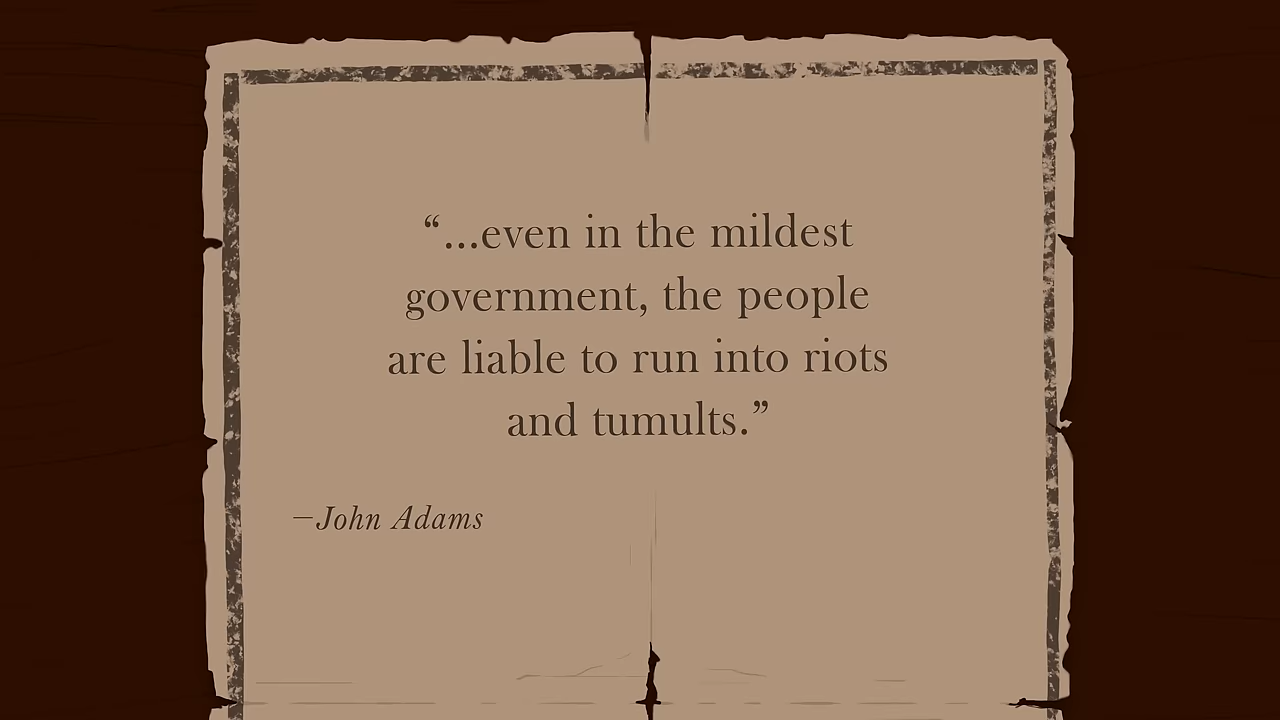 “...even in the mildest
government, the people
are liable to run into riots
and tumults.”
—John Adams